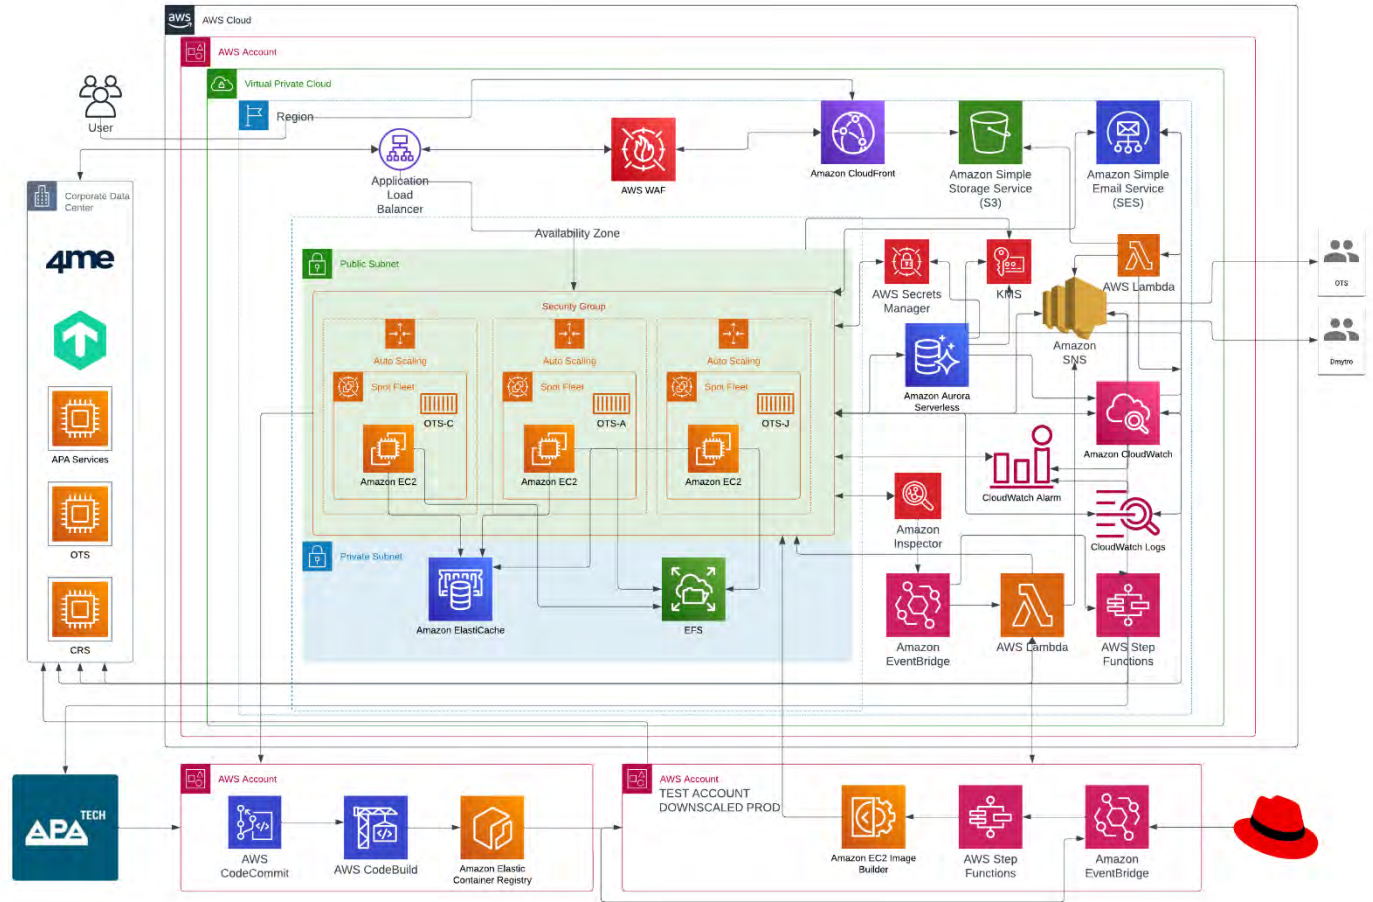 aws
AWS Cloud
AWS Account
Virtual Private Cloud
Region
User
Application
Load
Balancer
AWS WAF
Amazon CloudFront
Amazon Simple
Storage Service
(S3)
Amazon Simple
Email Service
(SES)
Corporate Data
Center
4me
APA Services
OTS
CRS
Availability Zone
Public Subnet
Security Group
Auto Scaling
Spot Fleet
OTS-C
Amazon EC2
Auto Scaling
Spot Fleet
OTS-A
Amazon EC2
Auto Scaling
Spot Fleet
OTS-J
Amazon EC2
Private Subnet
Amazon ElastiCache
EFS
AWS Secrets
Manager
KMS
AWS Lambda
Amazon
SNS
Amazon Aurora
Serverless
Amazon CloudWatch
CloudWatch Alarm
CloudWatch Logs
Amazon
Inspector
Amazon
EventBridge
AWS Lambda
AWS Step
Functions
OTS
Dmytro
APA TECH
AWS Account
AWS
CodeCommit
AWS CodeBuild
Amazon Elastic
Container Registry
AWS Account
TEST ACCOUNT
DOWNSCALED PROD
Amazon EC2 Image
Builder
AWS Step
Functions
Amazon
EventBridge